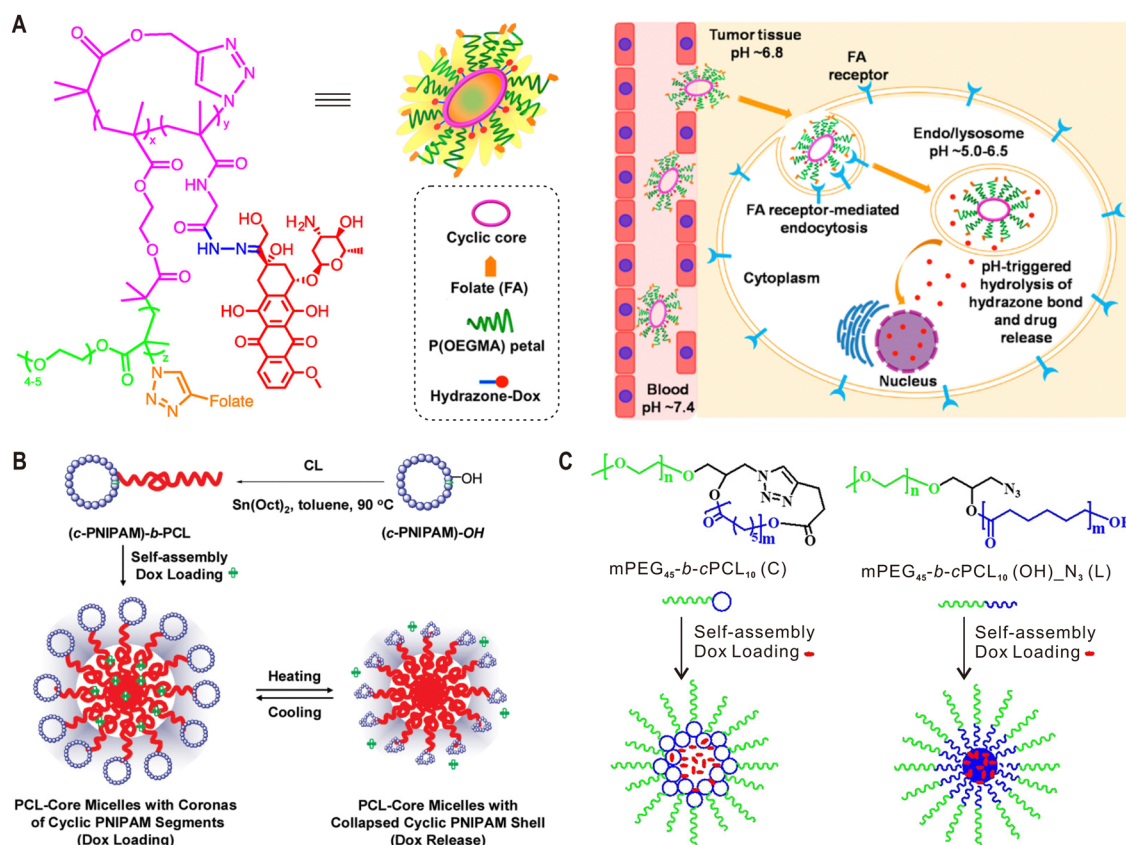 A
O
O
N
N
N
x
y
O
O
O
NH
O
O
HN
N
HO
OH
H2N
OH
O
O
OH
OH
O
O
OH
O
O
O
4-5
O
O
z
N
N
N
Folate
Cyclic core
Folate (FA)
P(OEGMA) petal
Hydrazone-Dox
Tumor tissue
pH ~6.8
FA
receptor
Endo/lysosome
pH ~5.0-6.5
FA receptor-mediated
endocytosis
Cytoplasm
pH-triggered
hydrolysis of
hydrazone bond
and drug
release
Nucleus
Blood
pH ~7.4
B
CL
Sn(Oct)2, toluene, 90 ºC
OH
(c-PNIPAM)-b-PCL
(c-PNIPAM)-OH
Self-assembly
Dox Loading
Heating
Cooling
PCL-Core Micelles with Coronas
of Cyclic PNIPAM Segments
(Dox Loading)
PCL-Core Micelles with
Collapsed Cyclic PNIPAM Shell
(Dox Release)
C
O
n
O
N
N
N
O
O
5
m
O
O
mPEG45-b-cPCL10 (C)
Self-assembly
Dox Loading
O
n
O
N3
O
O
m
OH
mPEG45-b-cPCL10 (OH)_N3 (L)
Self-assembly
Dox Loading